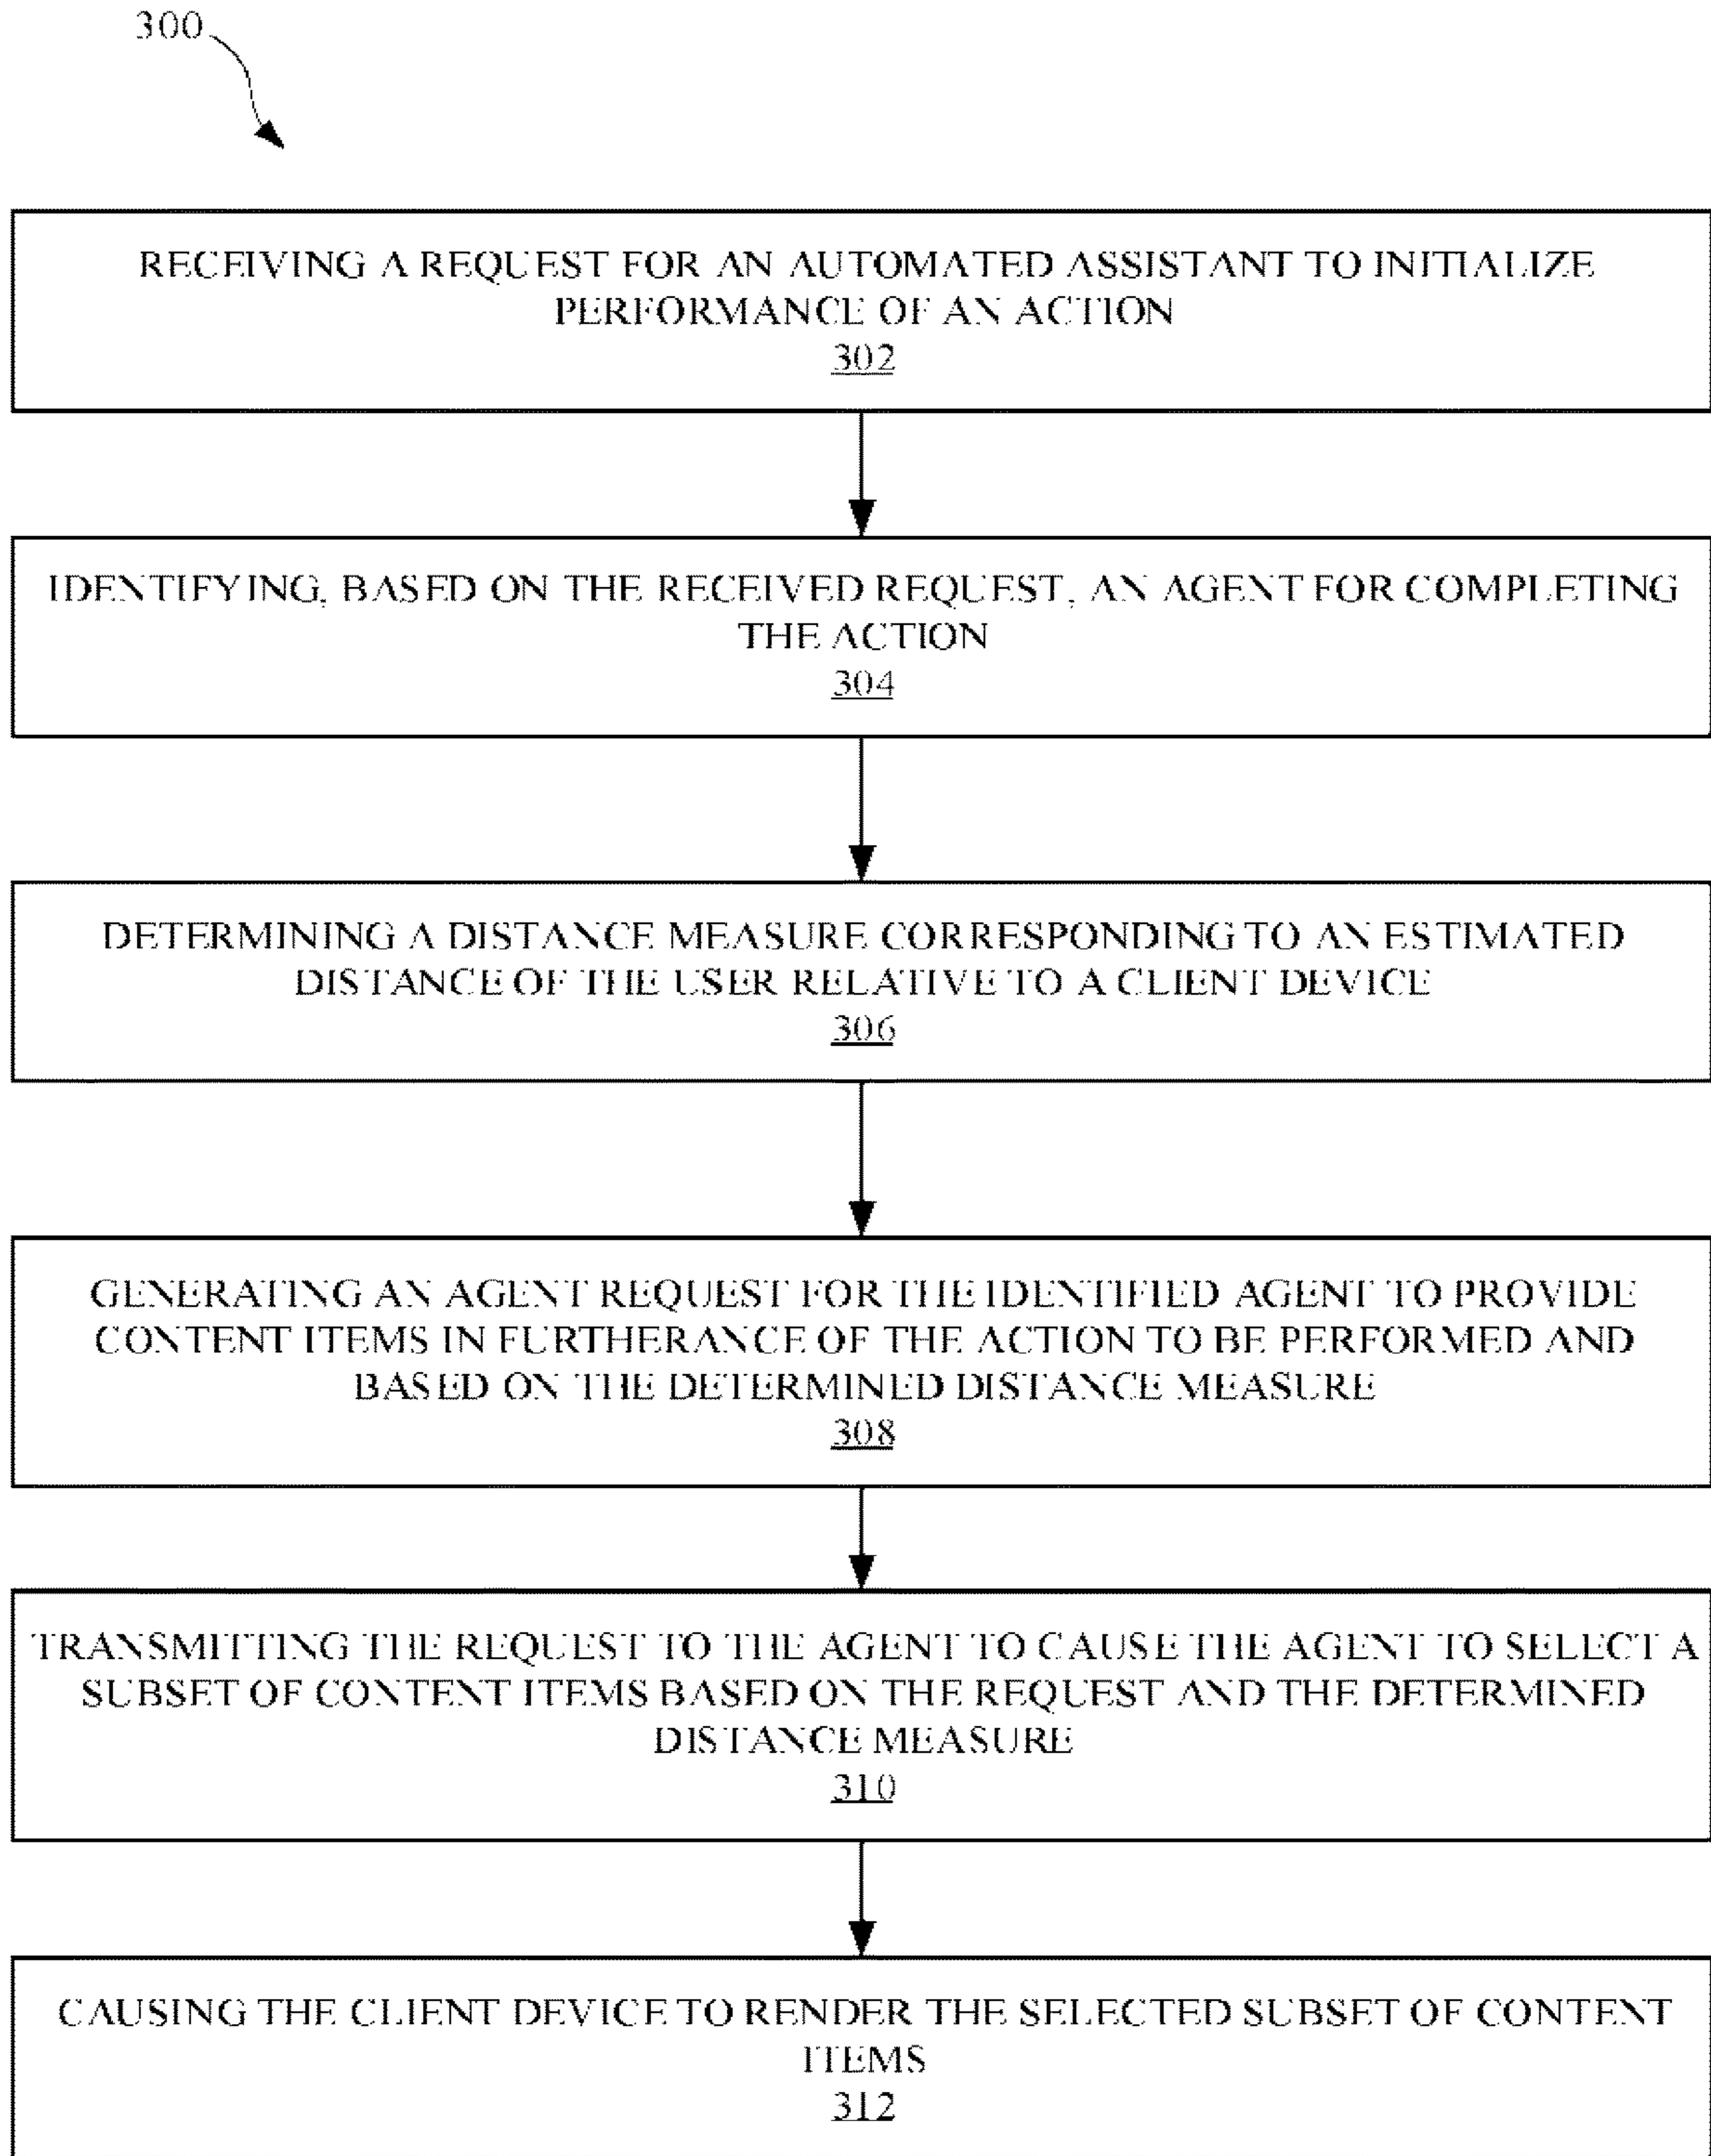 300
RECEIVING A REQUEST FOR AN AUTOMATED ASSISTANT TO INITIALIZE
PERFORMANCE OF AN ACTION
302
IDENTIFYING, BASED ON THE RECEIVED REQUEST, AN AGENT FOR COMPLETING
THE ACTION
304
DETERMINING A DISTANCE MEASURE CORRESPONDING TO AN ESTIMATED
DISTANCE OF THE USER RELATIVE TO A CLIENT DEVICE
306
GENERATING AN AGENT REQUEST FOR THE IDENTIFIED AGENT TO PROVIDE
CONTENT ITEMS IN FURTHERANCE OF THE ACTION TO BE PERFORMED AND
BASED ON THE DETERMINED DISTANCE MEASURE
308
TRANSMITTING THE REQUEST TO THE AGENT TO CAUSE THE AGENT TO SELECT A
SUBSET OF CONTENT ITEMS BASED ON THE REQUEST AND THE DETERMINED
DISTANCE MEASURE
310
CAUSING THE CLIENT DEVICE TO RENDER THE SELECTED SUBSET OF CONTENT
ITEMS
312